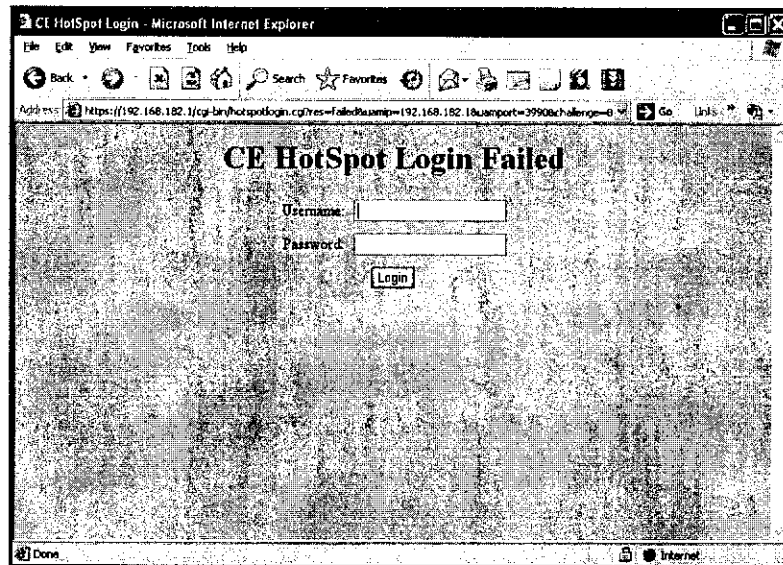 CE HotSpot Login - Microsoft Internet Explorer
File Edit View Favorites Tools Help
Back Search Favorites
Address https://192.168.182.1/cgi-bin/hotspotlogin.cgi?res=failed&uamip=192.168.182.1&uamport=3990&challenge=8 Go Links »
CE HotSpot Login Failed
Username:
Password:
Login
Done Internet